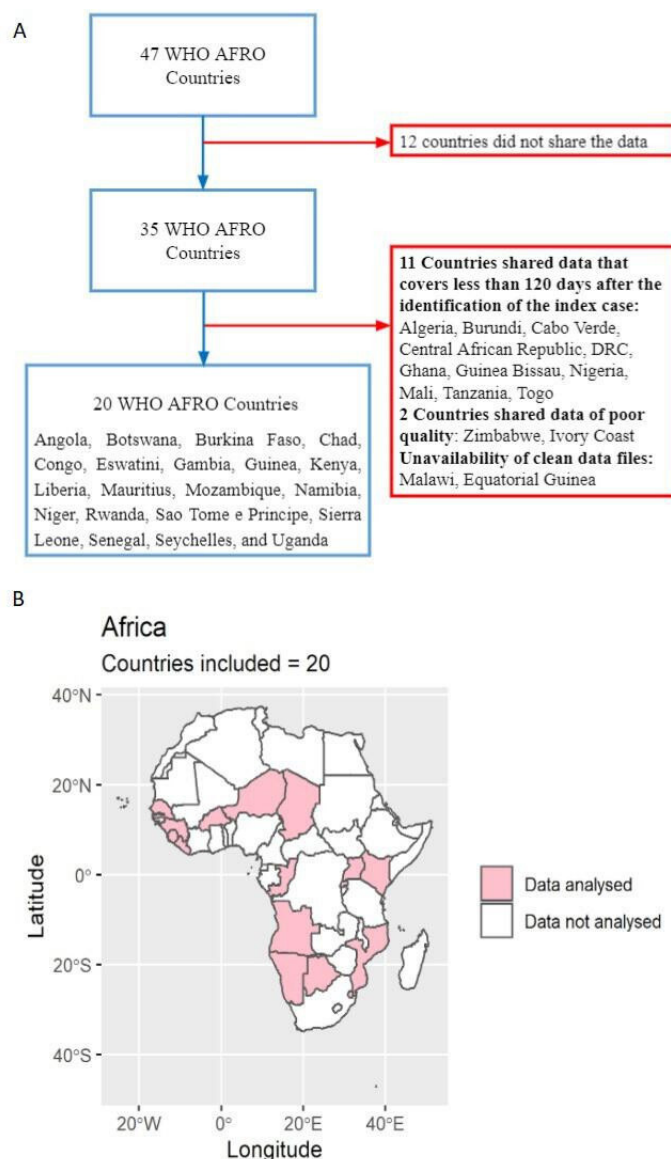 A
47 WHO AFRO
Countries
12 countries did not share the data
35 WHO AFRO
Countries
11 Countries shared data that
covers less than 120 days after the
identification of the index case:
Algeria, Burundi, Cabo Verde,
Central African Republic, DRC,
Ghana, Guinea Bissau, Nigeria,
Mali, Tanzania, Togo
2 Countries shared data of poor
quality: Zimbabwe, Ivory Coast
Unavailability of clean data files:
Malawi, Equatorial Guinea
20 WHO AFRO Countries
Angola, Botswana, Burkina Faso, Chad,
Congo, Eswatini, Gambia, Guinea, Kenya,
Liberia, Mauritius, Mozambique, Namibia,
Niger, Rwanda, Sao Tome e Principe, Sierra
Leone, Senegal, Seychelles, and Uganda
B
Africa
Countries included = 20
40°N
20°N
0°
20°S
40°S
Latitude
20°W
0°
20°E
40°E
Longitude
Data analysed
Data not analysed